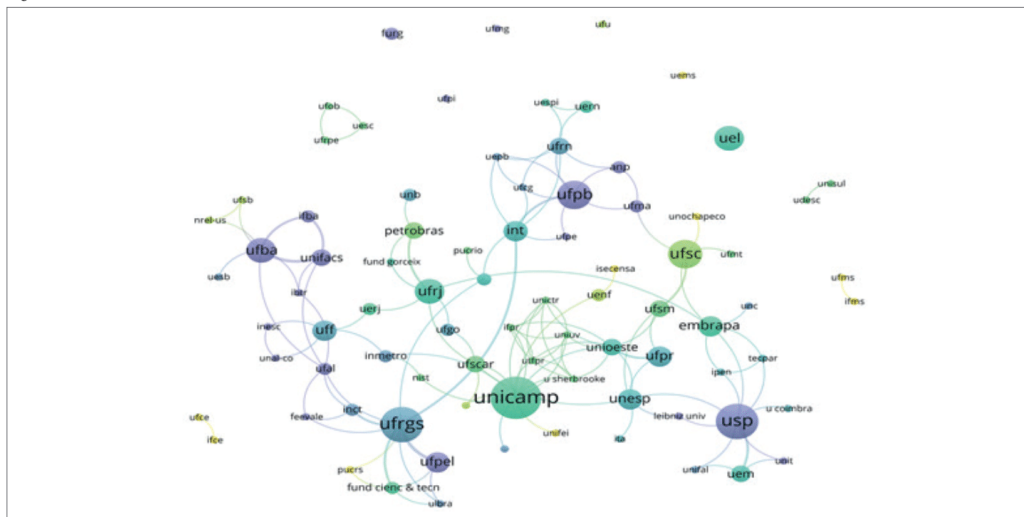 furg
ufmg
ufu
uems
ufpi
ufob
uesc
ufrpe
uespi
uern
uel
ufrn
uepb
anp
ufcg
ufpb
ufma
unisul
udesc
unb
ufsb
nrel-us
ifba
unochapeco
petrobras
int
ufpe
ufba
unifacs
pucrio
ufsc
ufmt
fund gorceix
uesb
isecensa
ufms
ifms
ufrj
uenf
unictr
uerj
ufsm
unc
inesc
uff
ufgo
ifpr
uniuv
embrapa
unal-co
inmetro
ufscar
utfpr
unioeste
ufpr
tecpar
ufal
nist
u sherbrooke
ipen
unicamp
unesp
feevale
inct
leibniz univ
u coimbra
ufce
ufrgs
usp
ifce
unifei
ita
pucrs
ufpel
unifal
uem
unit
fund cienc & tecn
ulbra